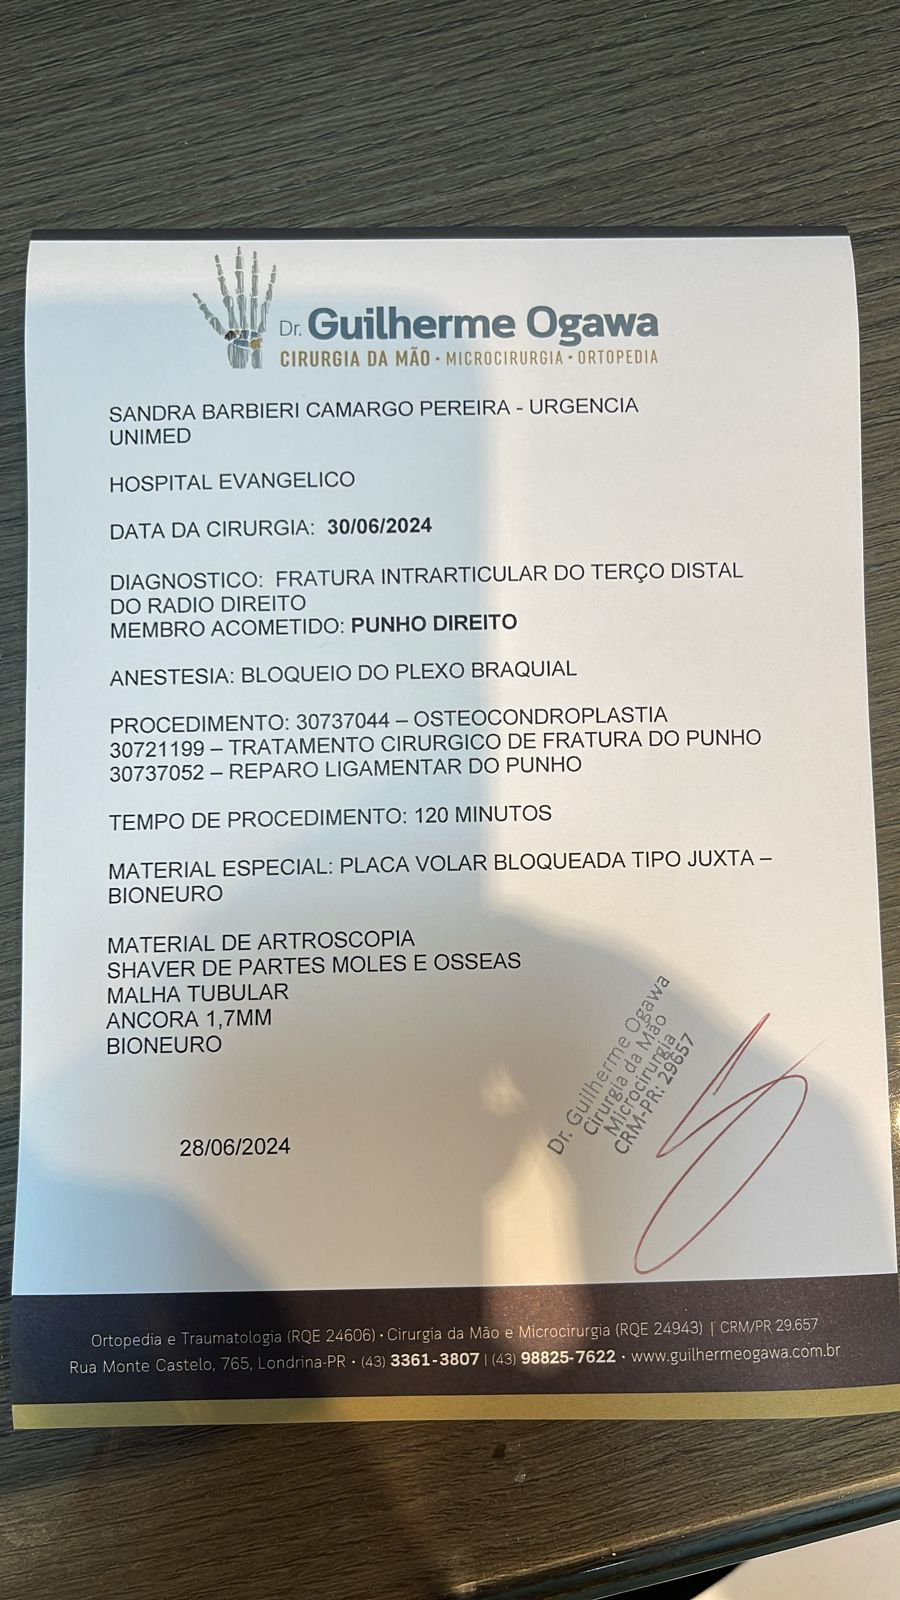 Dr. Guilherme Ogawa
CIRURGIA DA MÃO • MICROCIRURGIA • ORTOPEDIA
SANDRA BARBIERI CAMARGO PEREIRA - URGENCIA
UNIMED
HOSPITAL EVANGELICO
DATA DA CIRURGIA: 30/06/2024
DIAGNOSTICO: FRATURA INTRARTICULAR DO TERÇO DISTAL
DO RADIO DIREITO
MEMBRO ACOMETIDO: PUNHO DIREITO
ANESTESIA: BLOQUEIO DO PLEXO BRAQUIAL
PROCEDIMENTO: 30737044 – OSTEOCONDROPLASTIA
30721199 – TRATAMENTO CIRURGICO DE FRATURA DO PUNHO
30737052 – REPARO LIGAMENTAR DO PUNHO
TEMPO DE PROCEDIMENTO: 120 MINUTOS
MATERIAL ESPECIAL: PLACA VOLAR BLOQUEADA TIPO JUXTA –
BIONEURO
MATERIAL DE ARTROSCOPIA
SHAVER DE PARTES MOLES E OSSEAS
MALHA TUBULAR
ANCORA 1,7MM
BIONEURO
Dr. Guilherme Ogawa
Cirurgia da Mão
Microcirurgia
CRM-PR: 29657
28/06/2024
Ortopedia e Traumatologia (RQE 24606) • Cirurgia da Mão e Microcirurgia (RQE 24943) | CRM/PR 29.657
Rua Monte Castelo, 765, Londrina-PR • (43) 3361-3807 | (43) 98825-7622 • www.guilhermeogawa.com.br